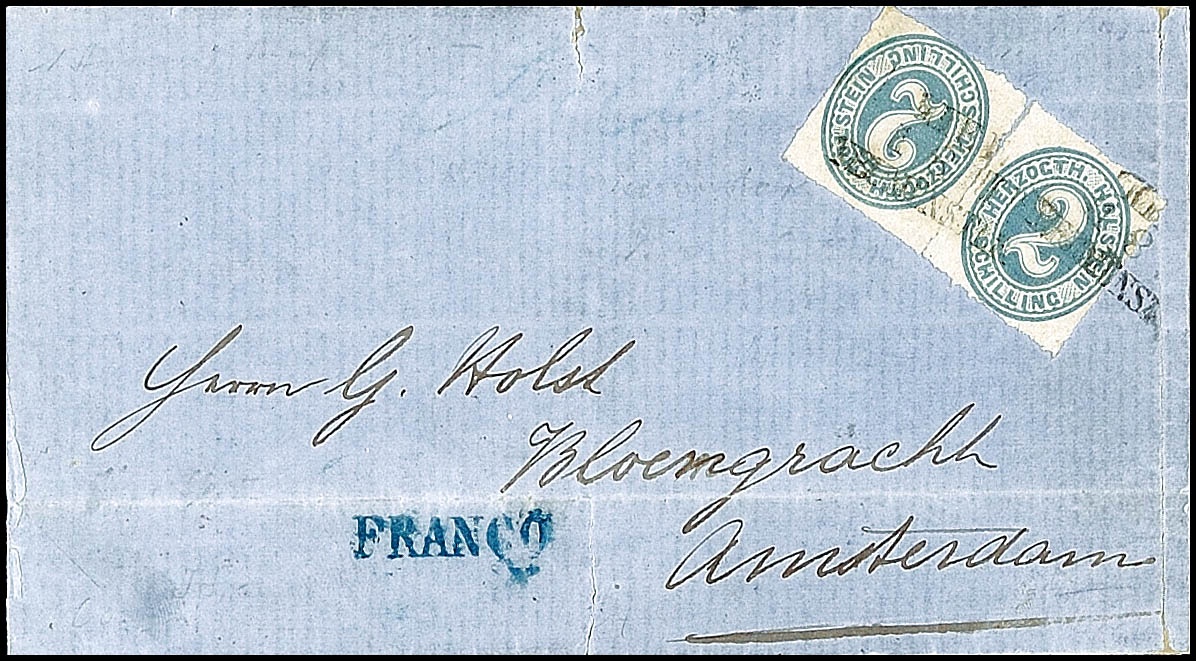 HERZOGTH. HOLSTEIN
SCHILLING
2
HERZOGTH. HOLSTEIN
SCHILLING
2
Herrn G. Holst
Bloemgracht
Amsterdam
FRANCO